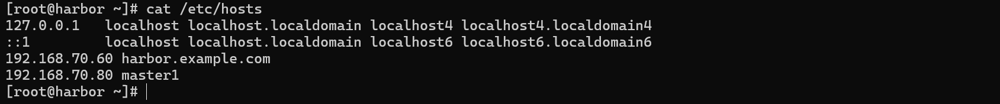 [root@harbor ~]# cat /etc/hosts
127.0.0.1   localhost localhost.localdomain localhost4 localhost4.localdomain4
::1         localhost localhost.localdomain localhost6 localhost6.localdomain6
192.168.70.60 harbor.example.com
192.168.70.80 master1
[root@harbor ~]#